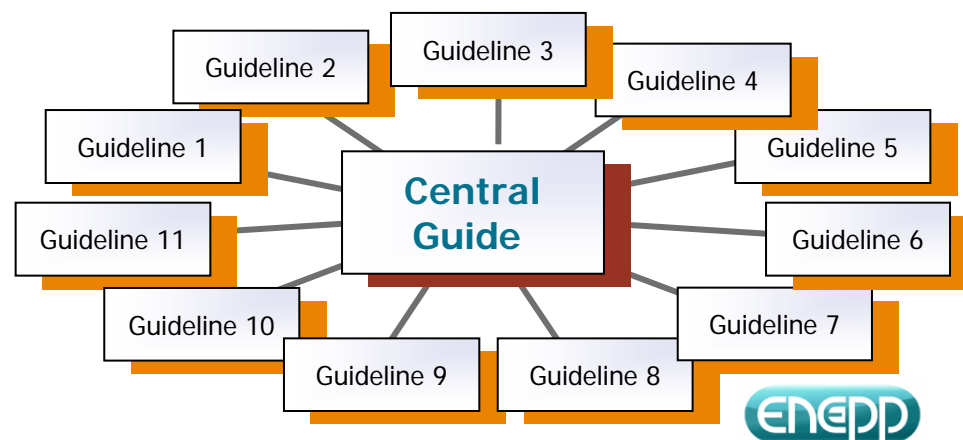 Guideline 3
Guideline 2
Guideline 4
Guideline 1
Guideline 5
Central
Guide
Guideline 11
Guideline 6
Guideline 10
Guideline 7
Guideline 9
Guideline 8
ENEPP